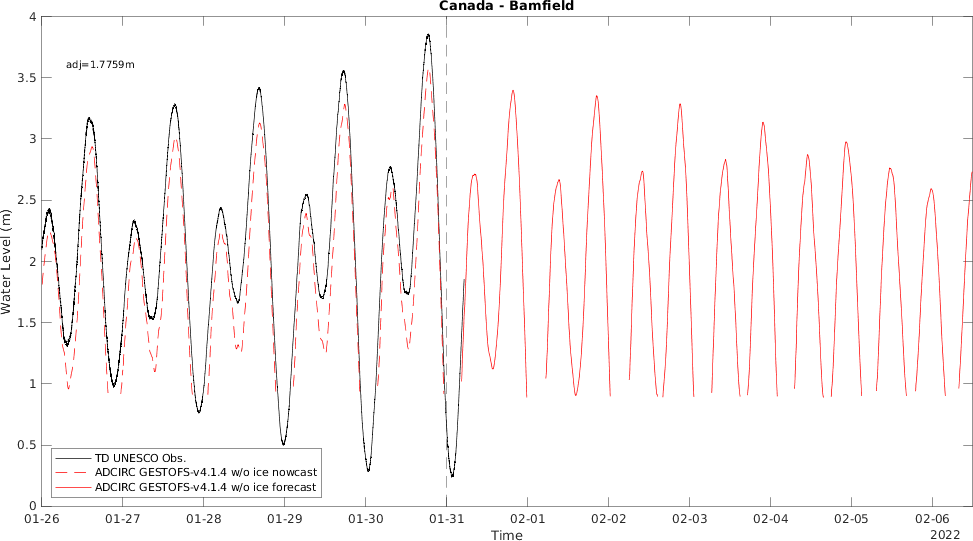 Canada - Bamfield
4
adj=1.7759m
3.5
3
2.5
2
1.5
1
0.5
0
Water Level (m)
TD UNESCO Obs.
ADCIRC GESTOFS-v4.1.4 w/o ice nowcast
ADCIRC GESTOFS-v4.1.4 w/o ice forecast
01-26 01-27 01-28 01-29 01-30 01-31 02-01 02-02 02-03 02-04 02-05 02-06
Time
2022